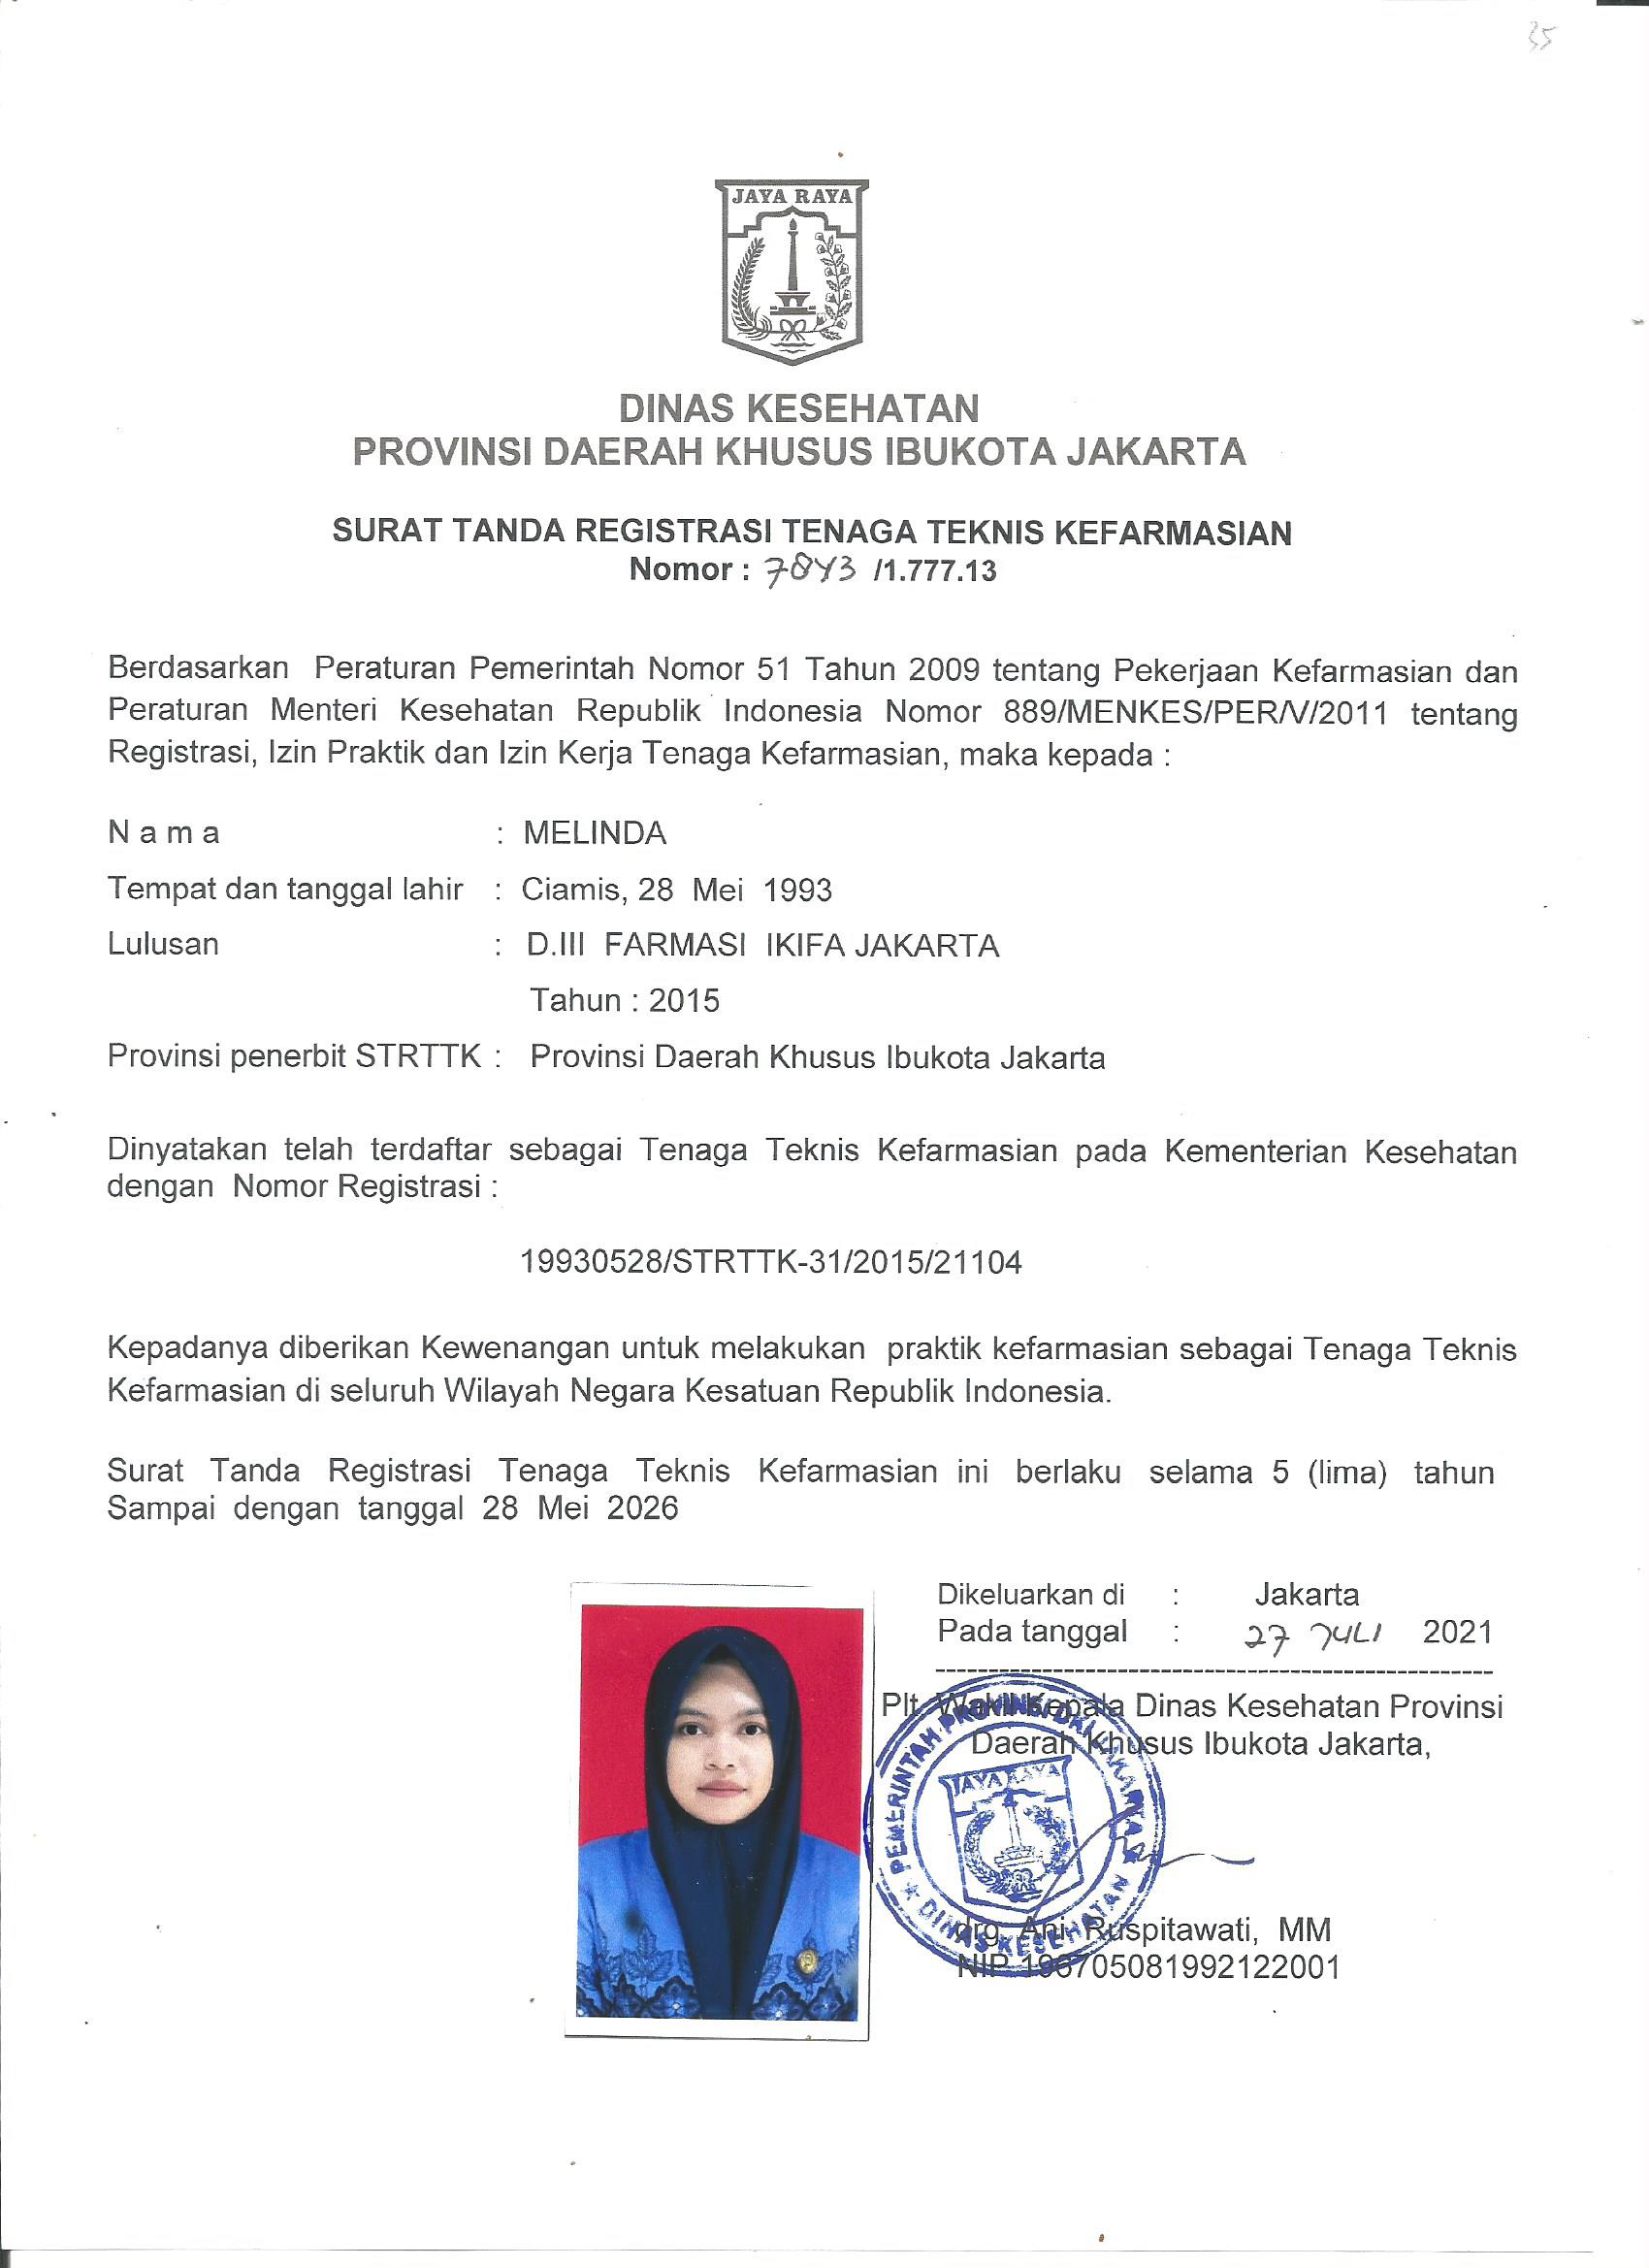 35
JAYA RAYA
DINAS KESEHATAN
PROVINSI DAERAH KHUSUS IBUKOTA JAKARTA
SURAT TANDA REGISTRASI TENAGA TEKNIS KEFARMASIAN
Nomor : 7843 /1.777.13
Berdasarkan Peraturan Pemerintah Nomor 51 Tahun 2009 tentang Pekerjaan Kefarmasian dan
Peraturan Menteri Kesehatan Republik Indonesia Nomor 889/MENKES/PER/V/2011 tentang
Registrasi, Izin Praktik dan Izin Kerja Tenaga Kefarmasian, maka kepada :
N a m a : MELINDA
Tempat dan tanggal lahir : Ciamis, 28 Mei 1993
Lulusan : D.III FARMASI IKIFA JAKARTA
Tahun : 2015
Provinsi penerbit STRTTK : Provinsi Daerah Khusus Ibukota Jakarta
Dinyatakan telah terdaftar sebagai Tenaga Teknis Kefarmasian pada Kementerian Kesehatan
dengan Nomor Registrasi :
19930528/STRTTK-31/2015/21104
Kepadanya diberikan Kewenangan untuk melakukan praktik kefarmasian sebagai Tenaga Teknis
Kefarmasian di seluruh Wilayah Negara Kesatuan Republik Indonesia.
Surat Tanda Registrasi Tenaga Teknis Kefarmasian ini berlaku selama 5 (lima) tahun
Sampai dengan tanggal 28 Mei 2026
Dikeluarkan di : Jakarta
Pada tanggal : 27 JULI 2021
Plt. Wakil Kepala Dinas Kesehatan Provinsi
Daerah Khusus Ibukota Jakarta,
PEMERINTAH PROVINSI DKI JAKARTA
JAYA RAYA
DINAS KESEHATAN
drg. Ani Ruspitawati, MM
NIP 196705081992122001